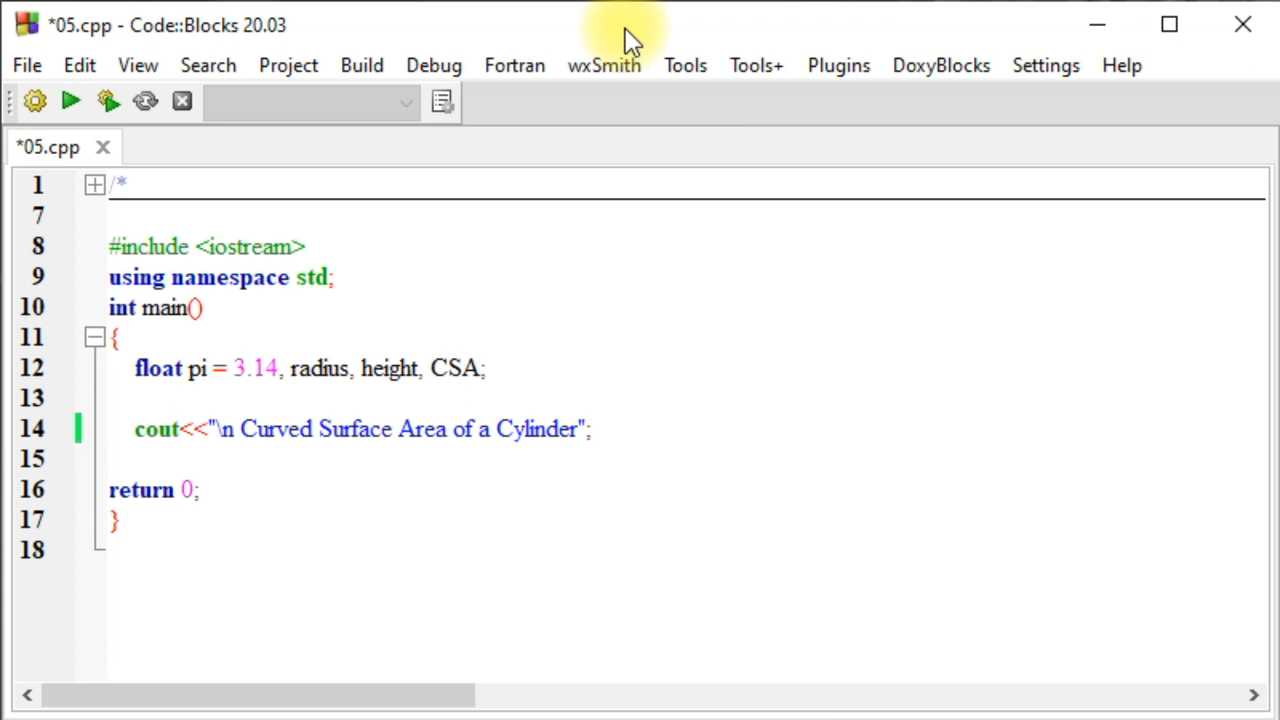 *05.cpp - Code::Blocks 20.03
File Edit View Search Project Build Debug Fortran wxSmith Tools Tools+ Plugins DoxyBlocks Settings Help
*05.cpp
1 /*
7
8 #include <iostream>
9 using namespace std;
10 int main()
11 {
12 float pi = 3.14, radius, height, CSA;
13
14 cout<<"\n Curved Surface Area of a Cylinder";
15
16 return 0;
17 }
18